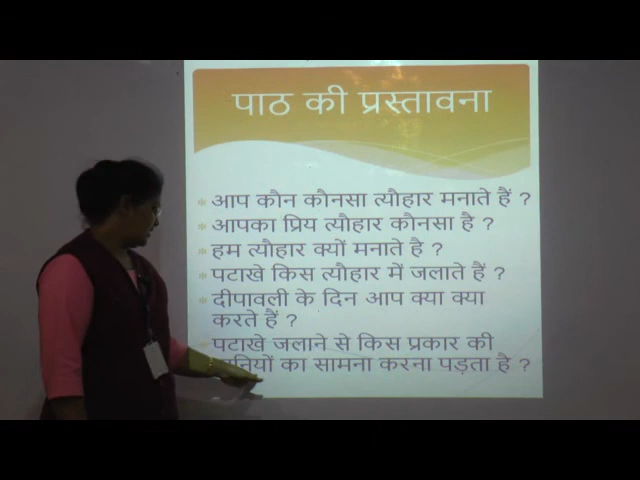 पाठ की प्रस्तावना
आप कौन कौनसा त्यौहार मनाते हैं ?
आपका प्रिय त्यौहार कौनसा है ?
हम त्यौहार क्यों मनाते है ?
पटाखे किस त्यौहार में जलाते हैं ?
दीपावली के दिन आप क्या क्या
करते हैं ?
पटाखे जलाने से किस प्रकार की
का सामना करना पड़ता है ?